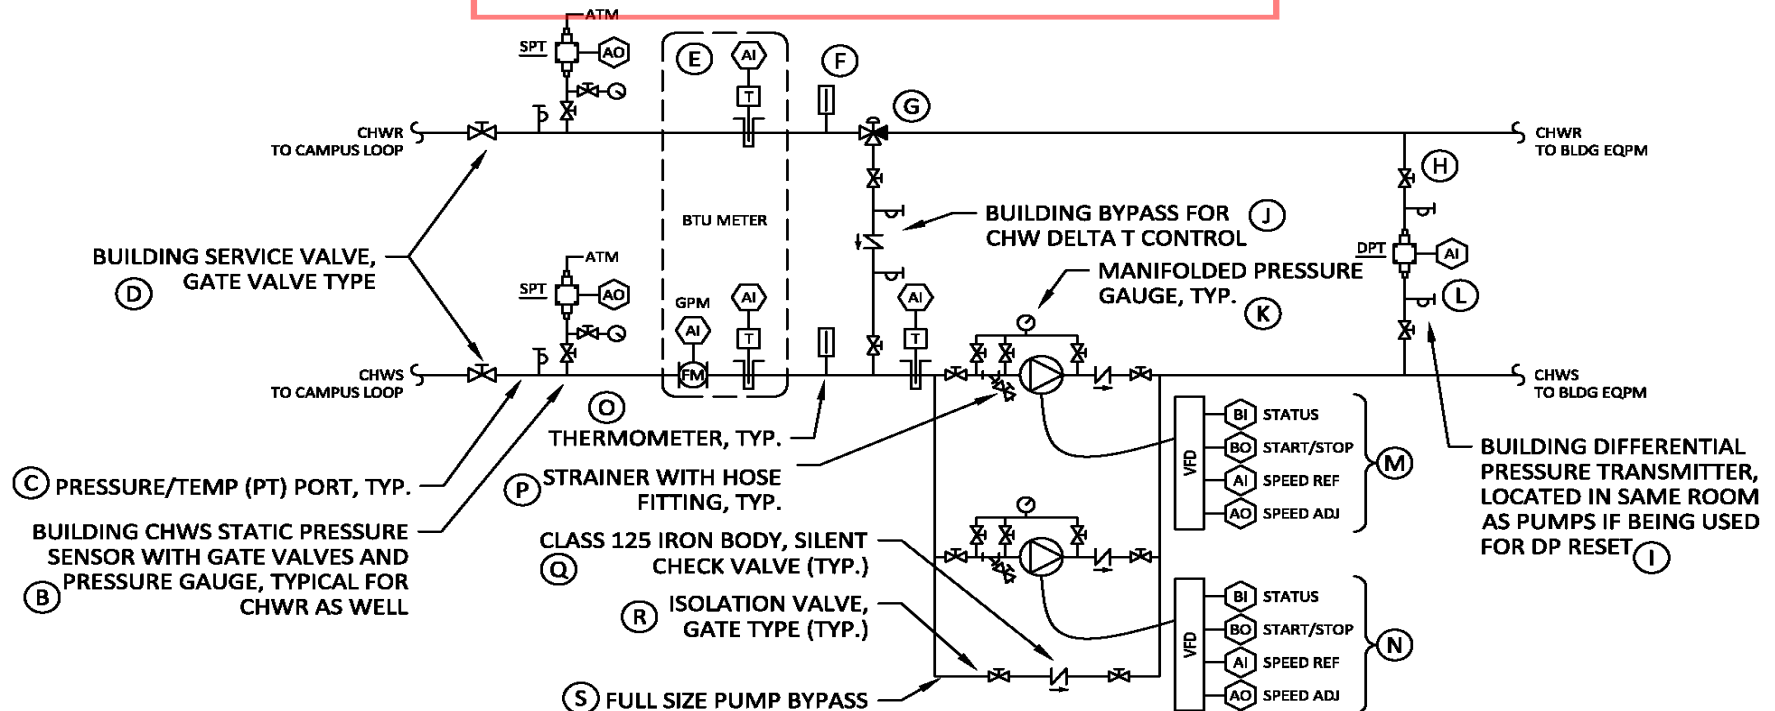 ATM
SPT
AO
E
AI
T
F
G
CHWR
TO CAMPUS LOOP
CHWR
TO BLDG EQPM
H
BTU METER
BUILDING BYPASS FOR
CHW DELTA T CONTROL
J
BUILDING SERVICE VALVE,
GATE VALVE TYPE
D
ATM
SPT
AO
GPM
AI
AI
T
AI
T
MANIFOLDED PRESSURE
GAUGE, TYP.
K
DPT
AI
L
FM
CHWS
TO CAMPUS LOOP
CHWS
TO BLDG EQPM
O
THERMOMETER, TYP.
C
PRESSURE/TEMP (PT) PORT, TYP.
P
STRAINER WITH HOSE
FITTING, TYP.
VFD
BI STATUS
BO START/STOP
AI SPEED REF
AO SPEED ADJ
M
BUILDING DIFFERENTIAL
PRESSURE TRANSMITTER,
LOCATED IN SAME ROOM
AS PUMPS IF BEING USED
FOR DP RESET
I
BUILDING CHWS STATIC PRESSURE
SENSOR WITH GATE VALVES AND
PRESSURE GAUGE, TYPICAL FOR
CHWR AS WELL
B
CLASS 125 IRON BODY, SILENT
CHECK VALVE (TYP.)
Q
R
ISOLATION VALVE,
GATE TYPE (TYP.)
VFD
BI STATUS
BO START/STOP
AI SPEED REF
AO SPEED ADJ
N
S
FULL SIZE PUMP BYPASS